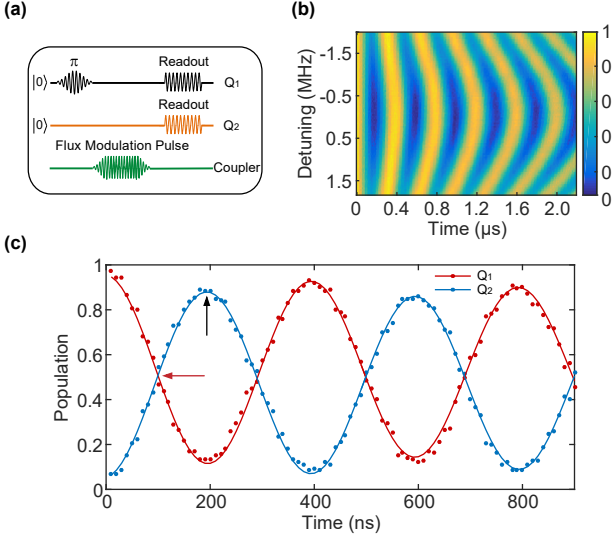 (a)
π
Readout
|0⟩
Q1
Readout
|0⟩
Q2
Flux Modulation Pulse
Coupler
(b)
Detuning (MHz)
-1.5
-0.5
0.5
1.5
0 0.4 0.8 1.2 1.6 2
Time (µs)
1
0
0
0
0
0
(c)
Population
1
0.8
0.6
0.4
0.2
0
0 200 400 600 800
Time (ns)
Q1
Q2